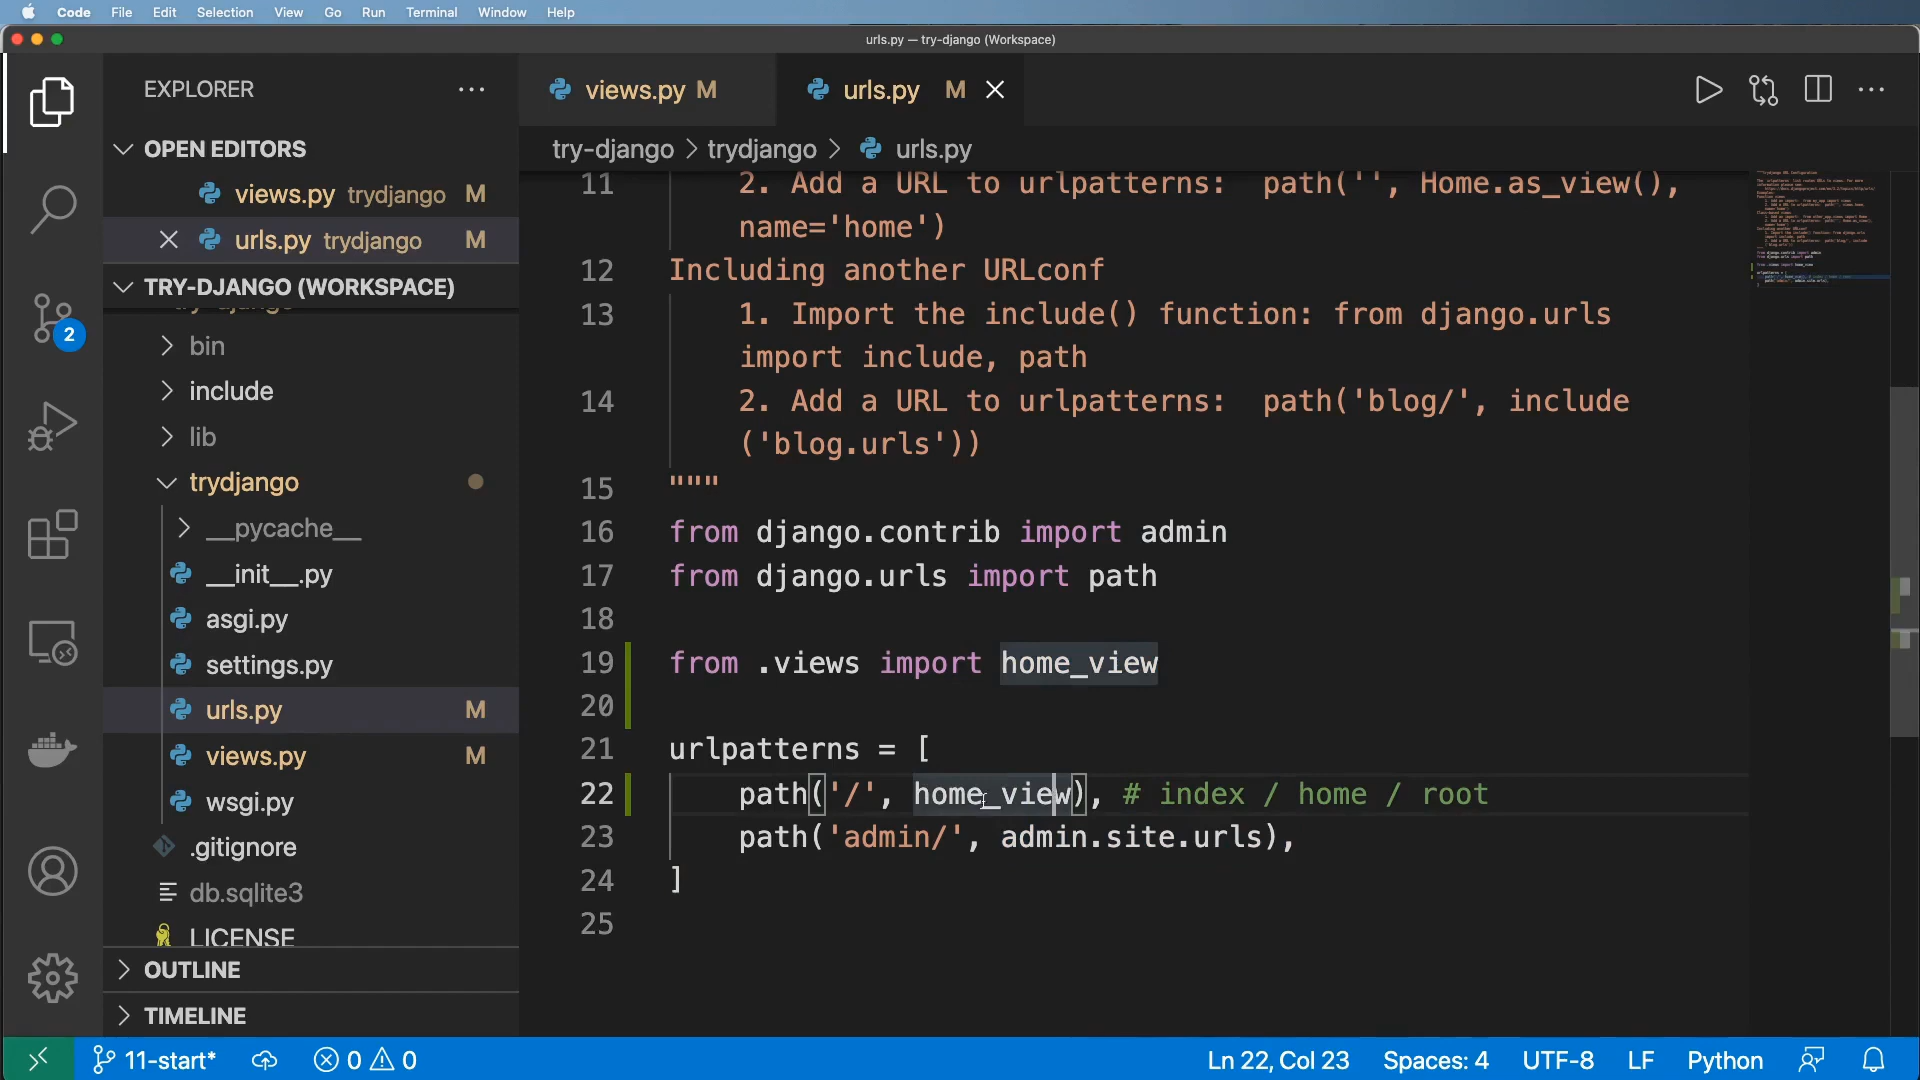 Code File Edit Selection View Go Run Terminal Window Help
urls.py — try-django (Workspace)
EXPLORER
views.py M
urls.py M
OPEN EDITORS
try-django > trydjango > urls.py
views.py trydjango M
urls.py trydjango M
TRY-DJANGO (WORKSPACE)
bin
include
lib
trydjango
__pycache__
__init__.py
asgi.py
settings.py
urls.py M
views.py M
wsgi.py
.gitignore
db.sqlite3
LICENSE
OUTLINE
TIMELINE
2
11 2. Add a URL to urlpatterns:  path('', Home.as_view(),
name='home')
12 Including another URLconf
13 1. Import the include() function: from django.urls
import include, path
14 2. Add a URL to urlpatterns:  path('blog/', include
('blog.urls'))
15 """
16 from django.contrib import admin
17 from django.urls import path
18
19 from .views import home_view
20
21 urlpatterns = [
22 path('/', home_view), # index / home / root
23 path('admin/', admin.site.urls),
24 ]
25
11-start* 0 0 Ln 22, Col 23 Spaces: 4 UTF-8 LF Python